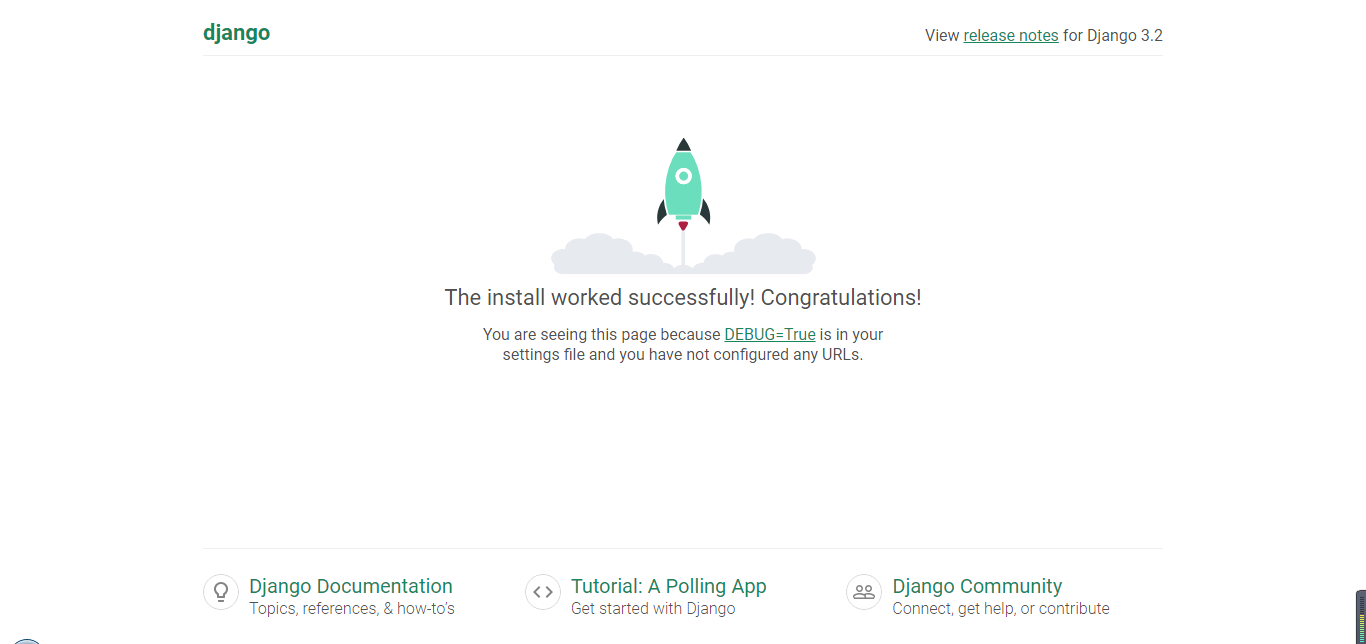 django
View release notes for Django 3.2
The install worked successfully! Congratulations!
You are seeing this page because DEBUG=True is in your
settings file and you have not configured any URLs.
Django Documentation
Topics, references, & how-to’s
Tutorial: A Polling App
Get started with Django
Django Community
Connect, get help, or contribute